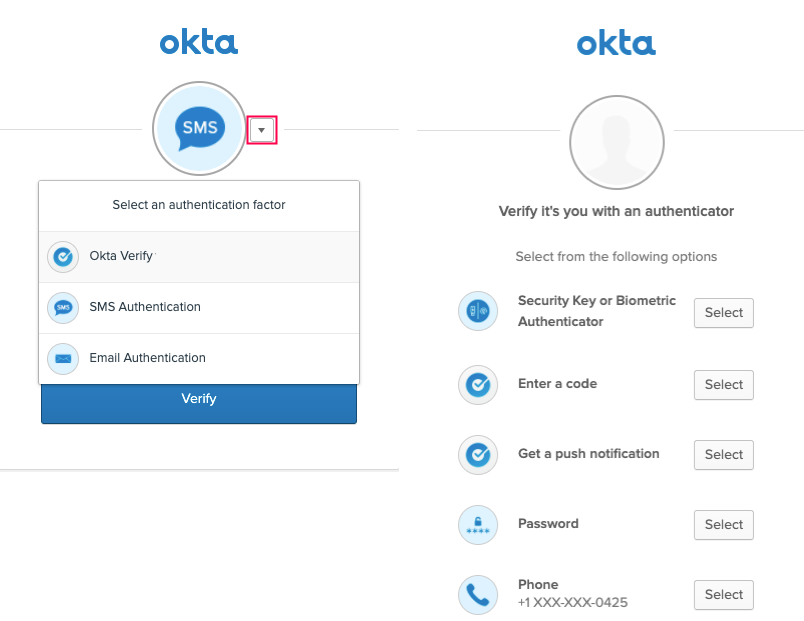 okta
SMS
Select an authentication factor
Okta Verify
SMS
SMS Authentication
Email Authentication
Verify
okta
Verify it's you with an authenticator
Select from the following options
Security Key or Biometric
Authenticator
Select
Enter a code
Select
Get a push notification
Select
****
Password
Select
Phone
+1 XXX-XXX-0425
Select